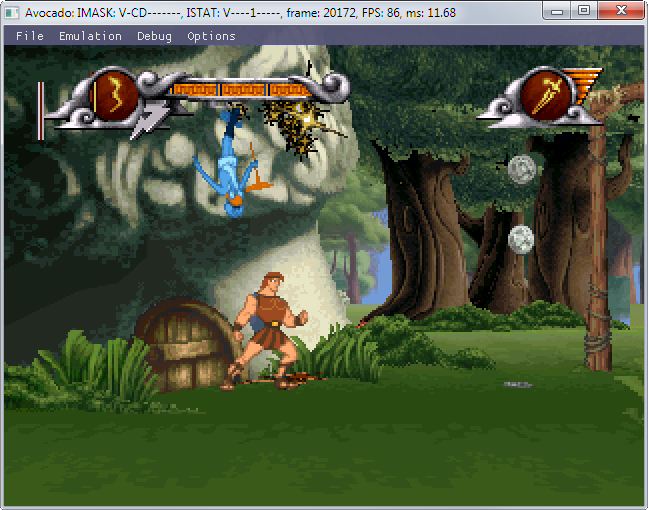 Avocado: IMASK: V-CD-------, ISTAT: V----1-----, frame: 20172, FPS: 86, ms: 11.68
File Emulation Debug Options